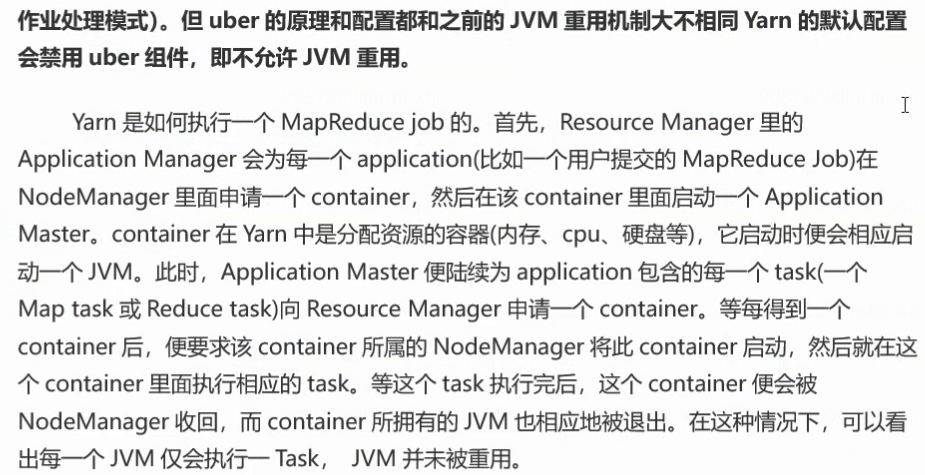 作业处理模式）。但 uber 的原理和配置都和之前的 JVM 重用机制大不相同 Yarn 的默认配置
会禁用 uber 组件，即不允许 JVM 重用。
Yarn 是如何执行一个 MapReduce job 的。首先，Resource Manager 里的
Application Manager 会为每一个 application(比如一个用户提交的 MapReduce Job)在
NodeManager 里面申请一个 container，然后在该 container 里面启动一个 Application
Master。container 在 Yarn 中是分配资源的容器(内存、cpu、硬盘等)，它启动时便会相应启
动一个 JVM。此时，Application Master 便陆续为 application 包含的每一个 task(一个
Map task 或 Reduce task)向 Resource Manager 申请一个 container。等每得到一个
container 后，便要求该 container 所属的 NodeManager 将此 container 启动，然后就在这
个 container 里面执行相应的 task。等这个 task 执行完后，这个 container 便会被
NodeManager 收回，而 container 所拥有的 JVM 也相应地被退出。在这种情况下，可以看
出每一个 JVM 仅会执行一 Task， JVM 并未被重用。